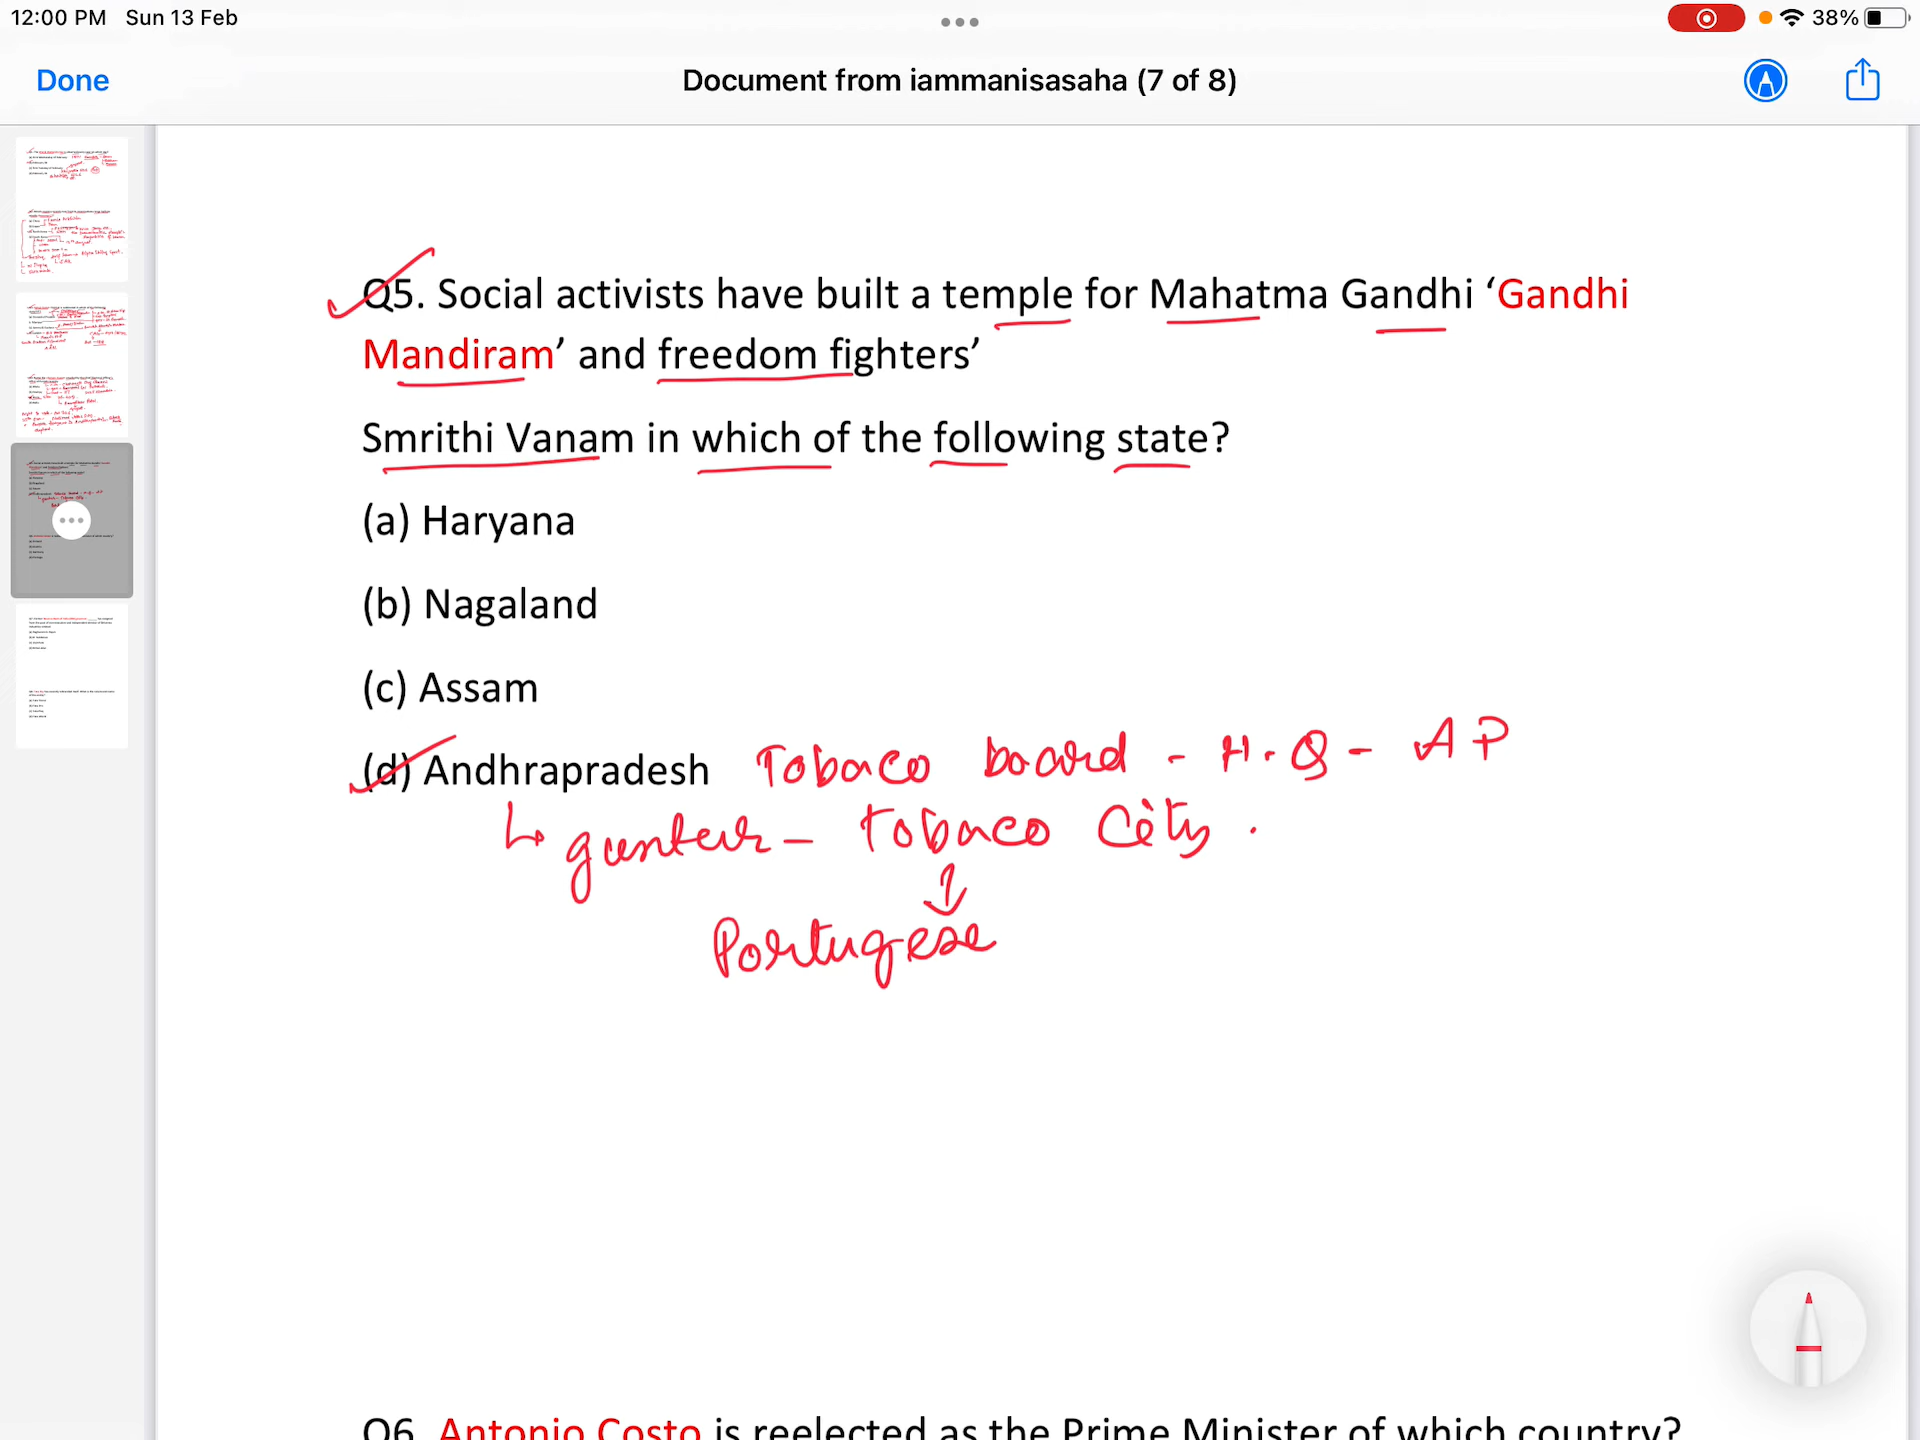 12:00 PM Sun 13 Feb
38%
Done
Document from iammanisasaha (7 of 8)
Q5. Social activists have built a temple for Mahatma Gandhi ‘Gandhi
Mandiram’ and freedom fighters’
Smrithi Vanam in which of the following state?
(a) Haryana
(b) Nagaland
(c) Assam
(d) Andhrapradesh Tobaco board - H.Q - AP
guntur - Tobaco City.
Portugese
Q6. Antonio Costo is reelected as the Prime Minister of which country?